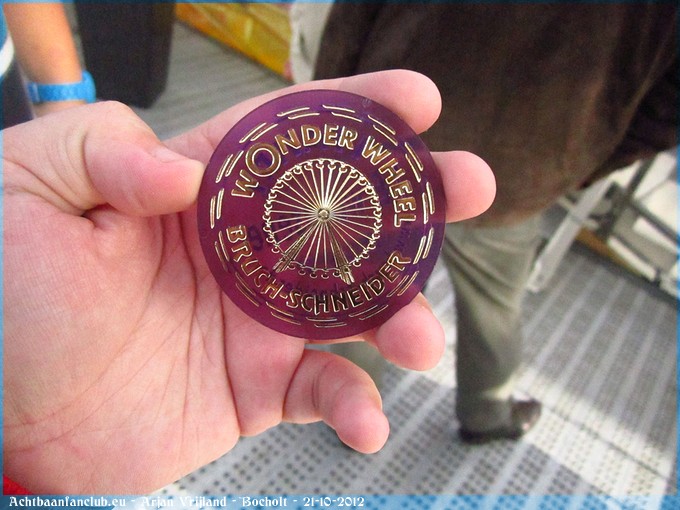 WONDER WHEEL
BRUCH-SCHNEIDER
Achtbaanfanclub.eu - Arjan Vrijland - Bocholt - 21-10-2012